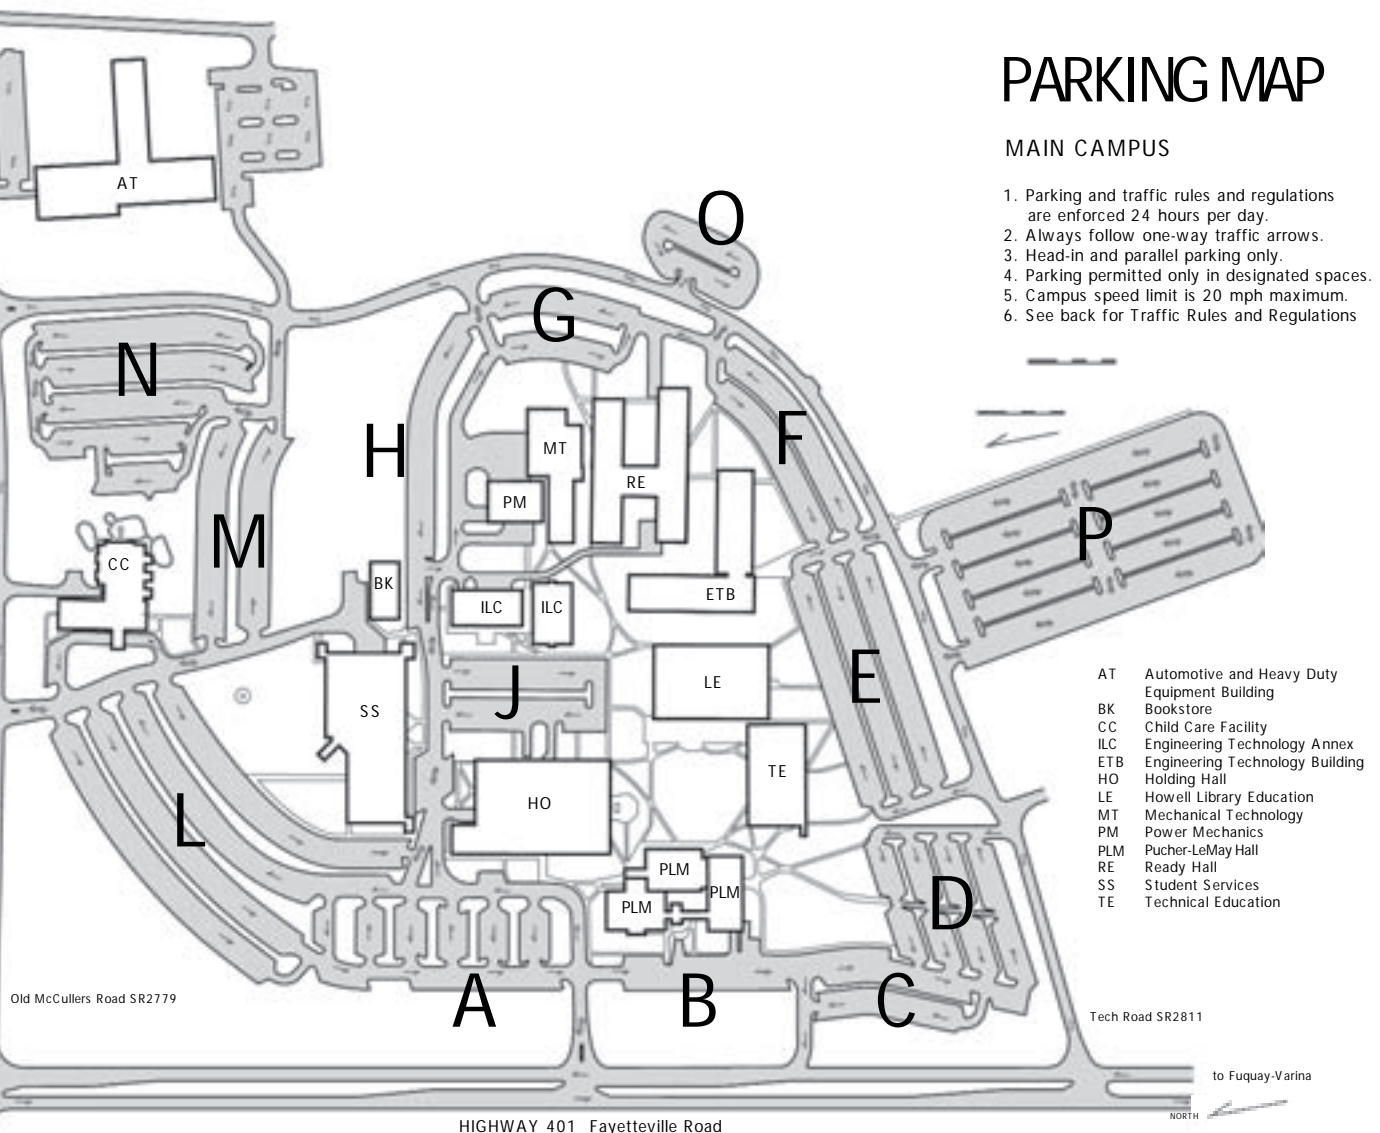 PARKING MAP
MAIN CAMPUS
1. Parking and traffic rules and regulations
are enforced 24 hours per day.
2. Always follow one-way traffic arrows.
3. Head-in and parallel parking only.
4. Parking permitted only in designated spaces.
5. Campus speed limit is 20 mph maximum.
6. See back for Traffic Rules and Regulations
AT
O
G
N
F
H
MT
RE
PM
P
M
CC
BK
ETB
ILC
ILC
J
LE
E
SS
TE
HO
L
PLM
PLM
PLM
D
A
B
C
AT Automotive and Heavy Duty
Equipment Building
BK Bookstore
CC Child Care Facility
ILC Engineering Technology Annex
ETB Engineering Technology Building
HO Holding Hall
LE Howell Library Education
MT Mechanical Technology
PM Power Mechanics
PLM Pucher-LeMay Hall
RE Ready Hall
SS Student Services
TE Technical Education
Old McCullers Road SR2779
Tech Road SR2811
to Fuquay-Varina
NORTH
HIGHWAY 401 Fayetteville Road